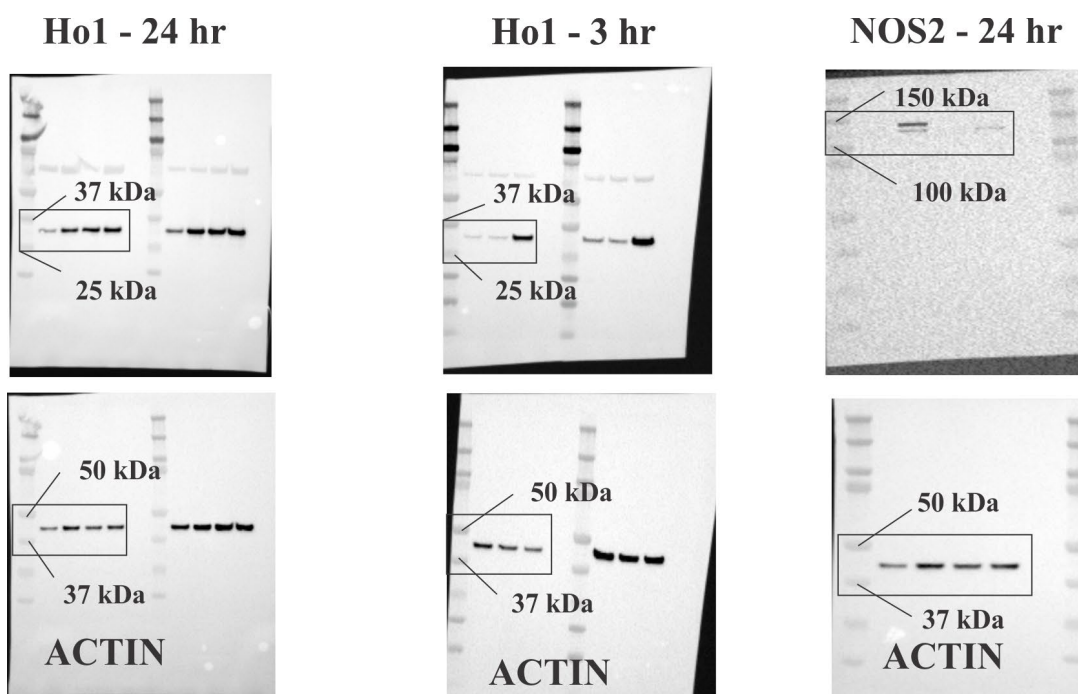 Ho1 - 24 hr
Ho1 - 3 hr
NOS2 - 24 hr
37 kDa
25 kDa
37 kDa
25 kDa
150 kDa
100 kDa
50 kDa
37 kDa
ACTIN
50 kDa
37 kDa
ACTIN
50 kDa
37 kDa
ACTIN